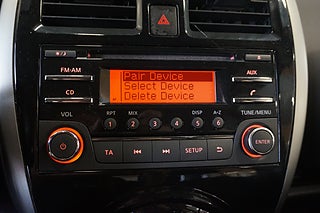 Pair Device
FM·AM
Select Device
AUX
CD
Delete Device
VOL
RPT MIX DISP A-Z
TUNE/MENU
1 2 3 4 5 6
ENTER
TA SETUP